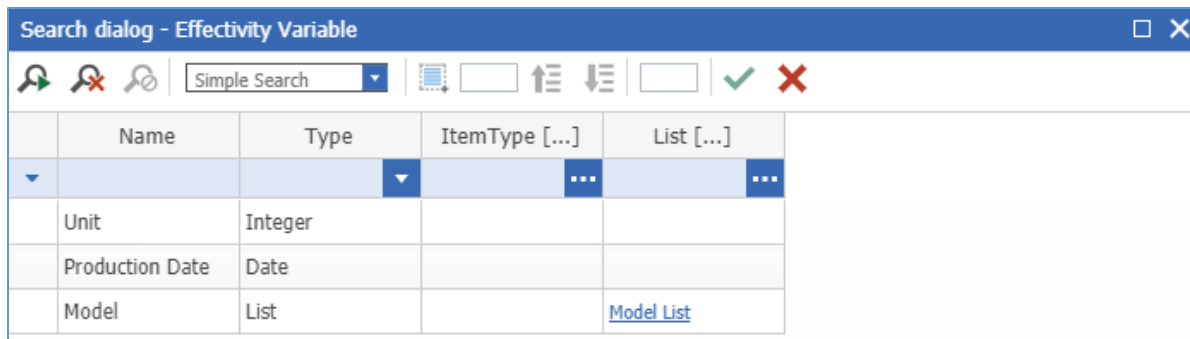 Search dialog - Effectivity Variable
Simple Search
Name Type ItemType [...] List [...]
Unit Integer
Production Date Date
Model List Model List